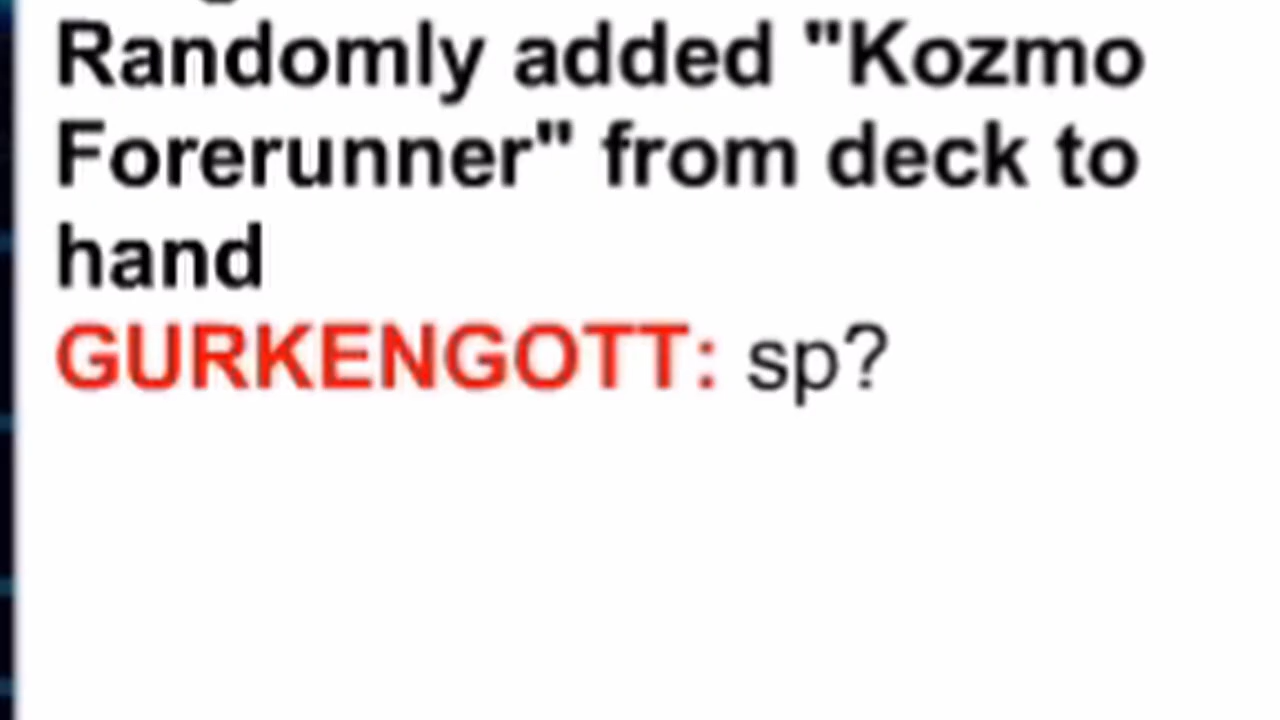 Randomly added "Kozmo
Forerunner" from deck to
hand
GURKENGOTT: sp?